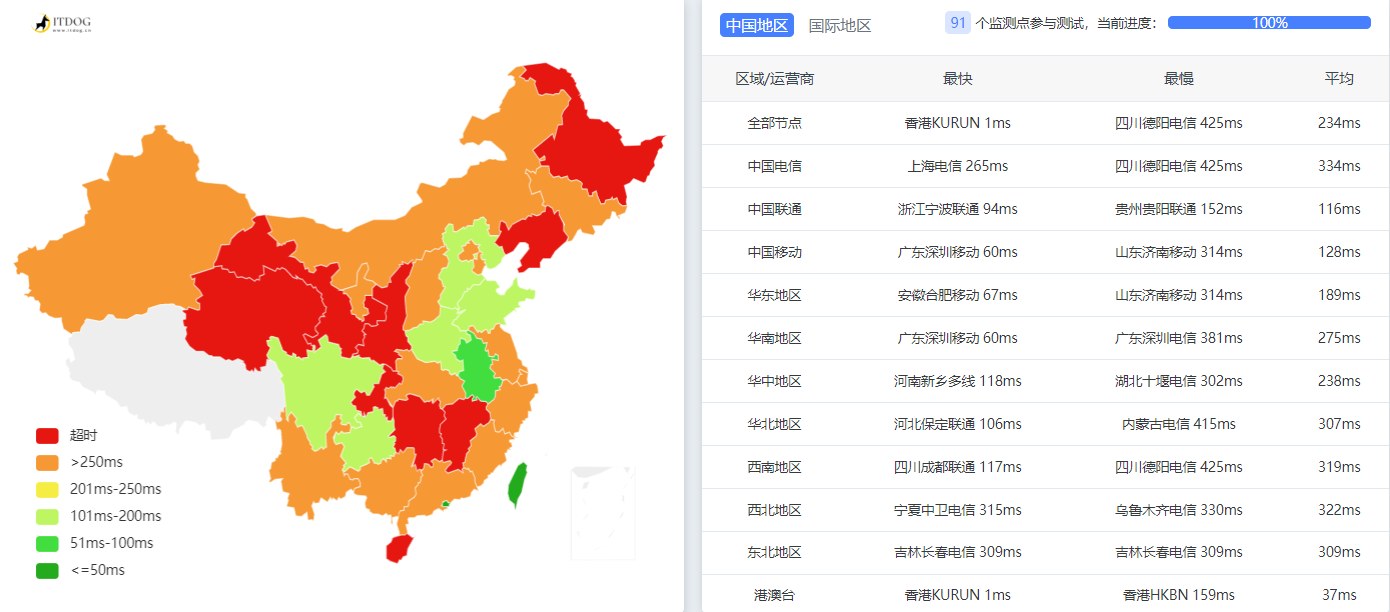 ITDOG
www.itdog.cn
超时
>250ms
201ms-250ms
101ms-200ms
51ms-100ms
<=50ms
中国地区 国际地区 91 个监测点参与测试，当前进度： 100%
区域/运营商 最快 最慢 平均
全部节点 香港KURUN 1ms 四川德阳电信 425ms 234ms
中国电信 上海电信 265ms 四川德阳电信 425ms 334ms
中国联通 浙江宁波联通 94ms 贵州贵阳联通 152ms 116ms
中国移动 广东深圳移动 60ms 山东济南移动 314ms 128ms
华东地区 安徽合肥移动 67ms 山东济南移动 314ms 189ms
华南地区 广东深圳移动 60ms 广东深圳电信 381ms 275ms
华中地区 河南新乡多线 118ms 湖北十堰电信 302ms 238ms
华北地区 河北保定联通 106ms 内蒙古电信 415ms 307ms
西南地区 四川成都联通 117ms 四川德阳电信 425ms 319ms
西北地区 宁夏中卫电信 315ms 乌鲁木齐电信 330ms 322ms
东北地区 吉林长春电信 309ms 吉林长春电信 309ms 309ms
港澳台 香港KURUN 1ms 香港HKBN 159ms 37ms